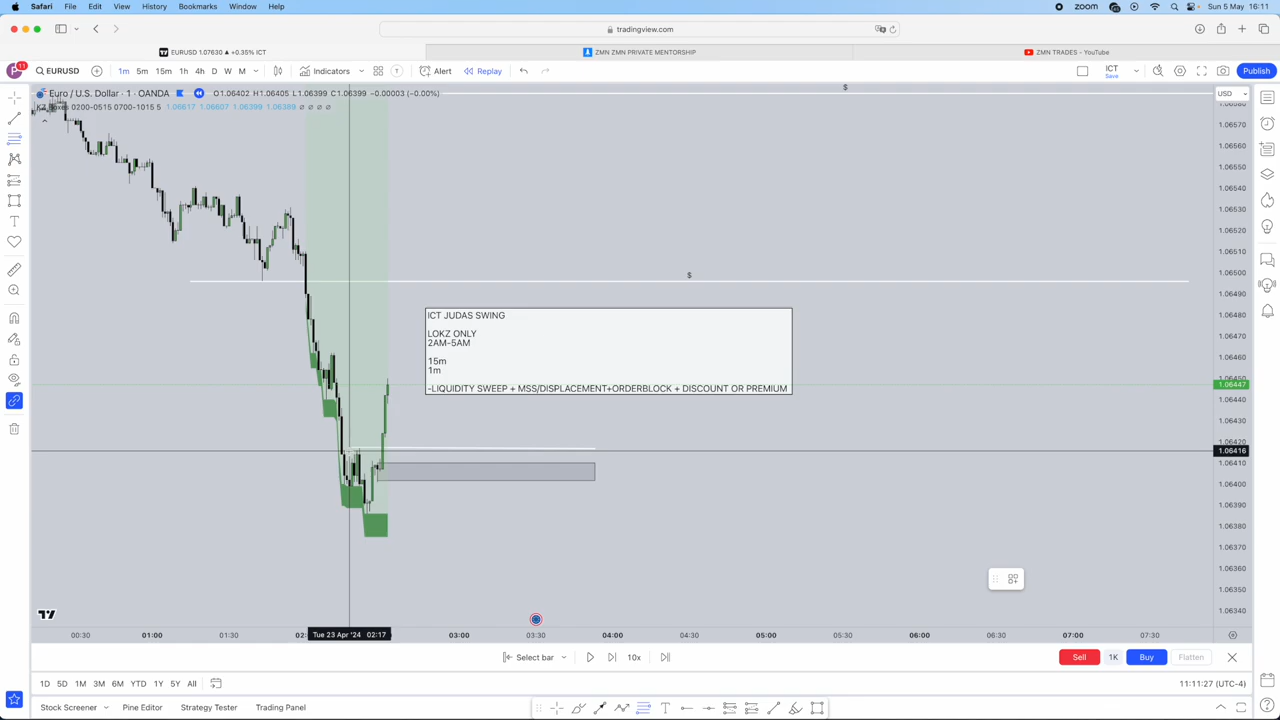 Safari File Edit View History Bookmarks Window Help
zoom Sun 5 May 16:11
tradingview.com
EURUSD 1.07630 ▲ +0.35% ICT
ZMN ZMN PRIVATE MENTORSHIP
ZMN TRADES - YouTube
P 11 EURUSD 1m 5m 15m 1h 4h D W M Indicators Alert Replay ICT Save Publish
Euro / U.S. Dollar · 1 · OANDA O1.06402 H1.06405 L1.06399 C1.06399 −0.00003 (−0.00%)
0200-0515 0700-1015 5 1.06617 1.06607 1.06399 1.06389 ∅ ∅ ∅ ∅
$
USD
1.06580
1.06570
1.06560
1.06550
1.06540
1.06530
1.06520
1.06510
1.06500
1.06490
1.06480
1.06470
1.06460
1.06450
1.06447
1.06430
1.06420
1.06416
1.06410
1.06400
1.06390
1.06380
1.06370
1.06360
1.06350
1.06340
$
ICT JUDAS SWING
LOKZ ONLY
2AM-5AM
15m
1m
-LIQUIDITY SWEEP + MSS/DISPLACEMENT+ORDERBLOCK + DISCOUNT OR PREMIUM
00:30 01:00 01:30 Tue 23 Apr '24 02:17 03:00 03:30 04:00 04:30 05:00 05:30 06:00 06:30 07:00 07:30
Select bar 10x Sell 1K Buy Flatten
1D 5D 1M 3M 6M YTD 1Y 5Y All 11:11:27 (UTC-4)
Stock Screener Pine Editor Strategy Tester Trading Panel